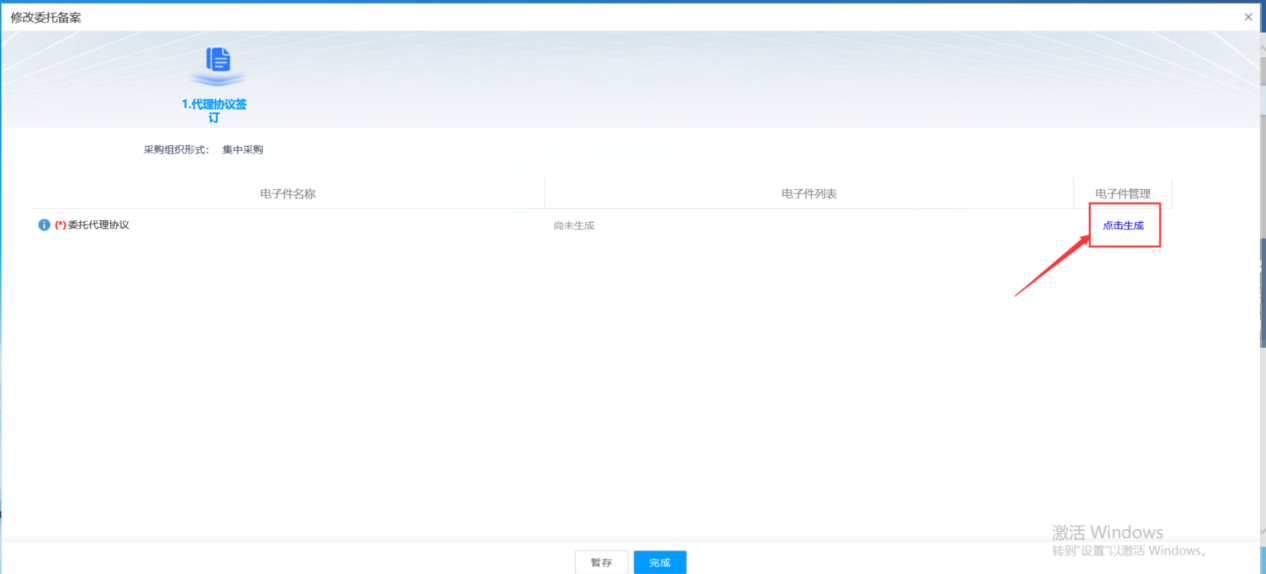 修改委托备案
1.代理协议签
订
采购组织形式： 集中采购
电子件名称 电子件列表 电子件管理
(*)委托代理协议 尚未生成 点击生成
激活 Windows
转到"设置"以激活 Windows。
暂存 完成